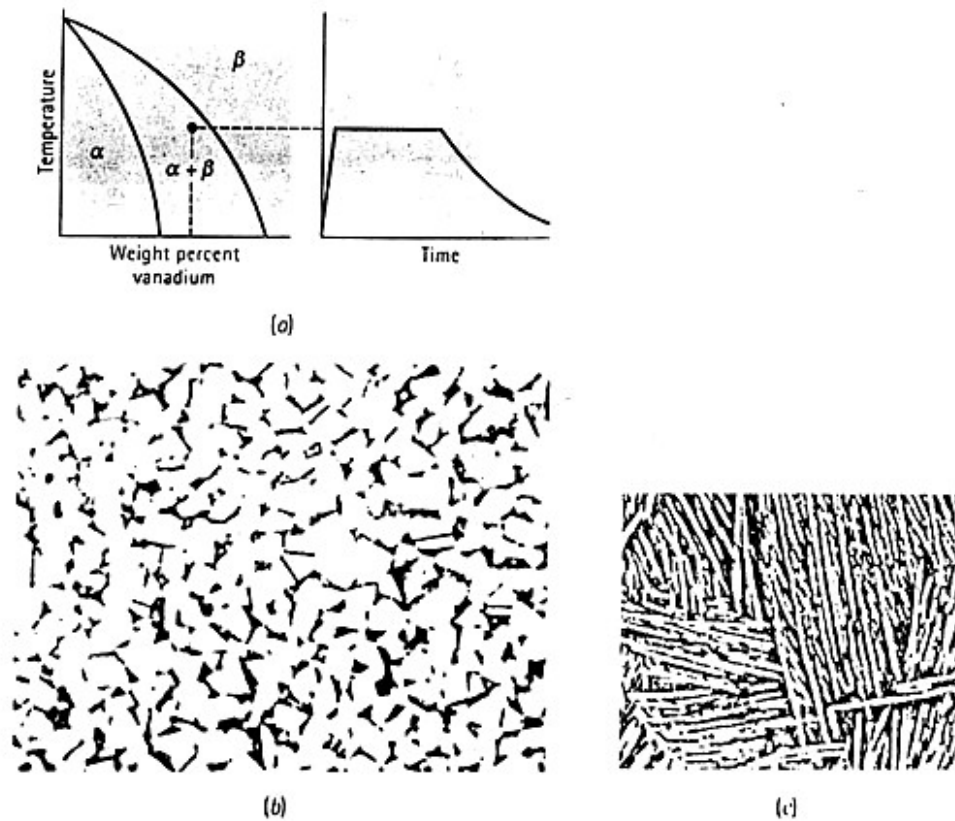 Temperature
α
α + β
β
Weight percent
vanadium
Time
(a)
(b)
(c)